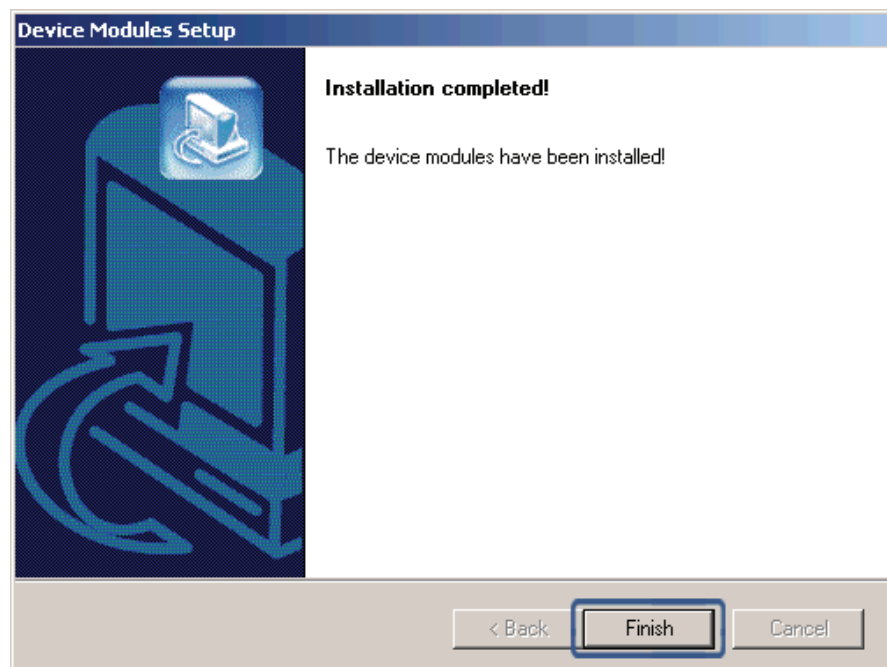 Device Modules Setup
Installation completed!
The device modules have been installed!
< Back Finish Cancel